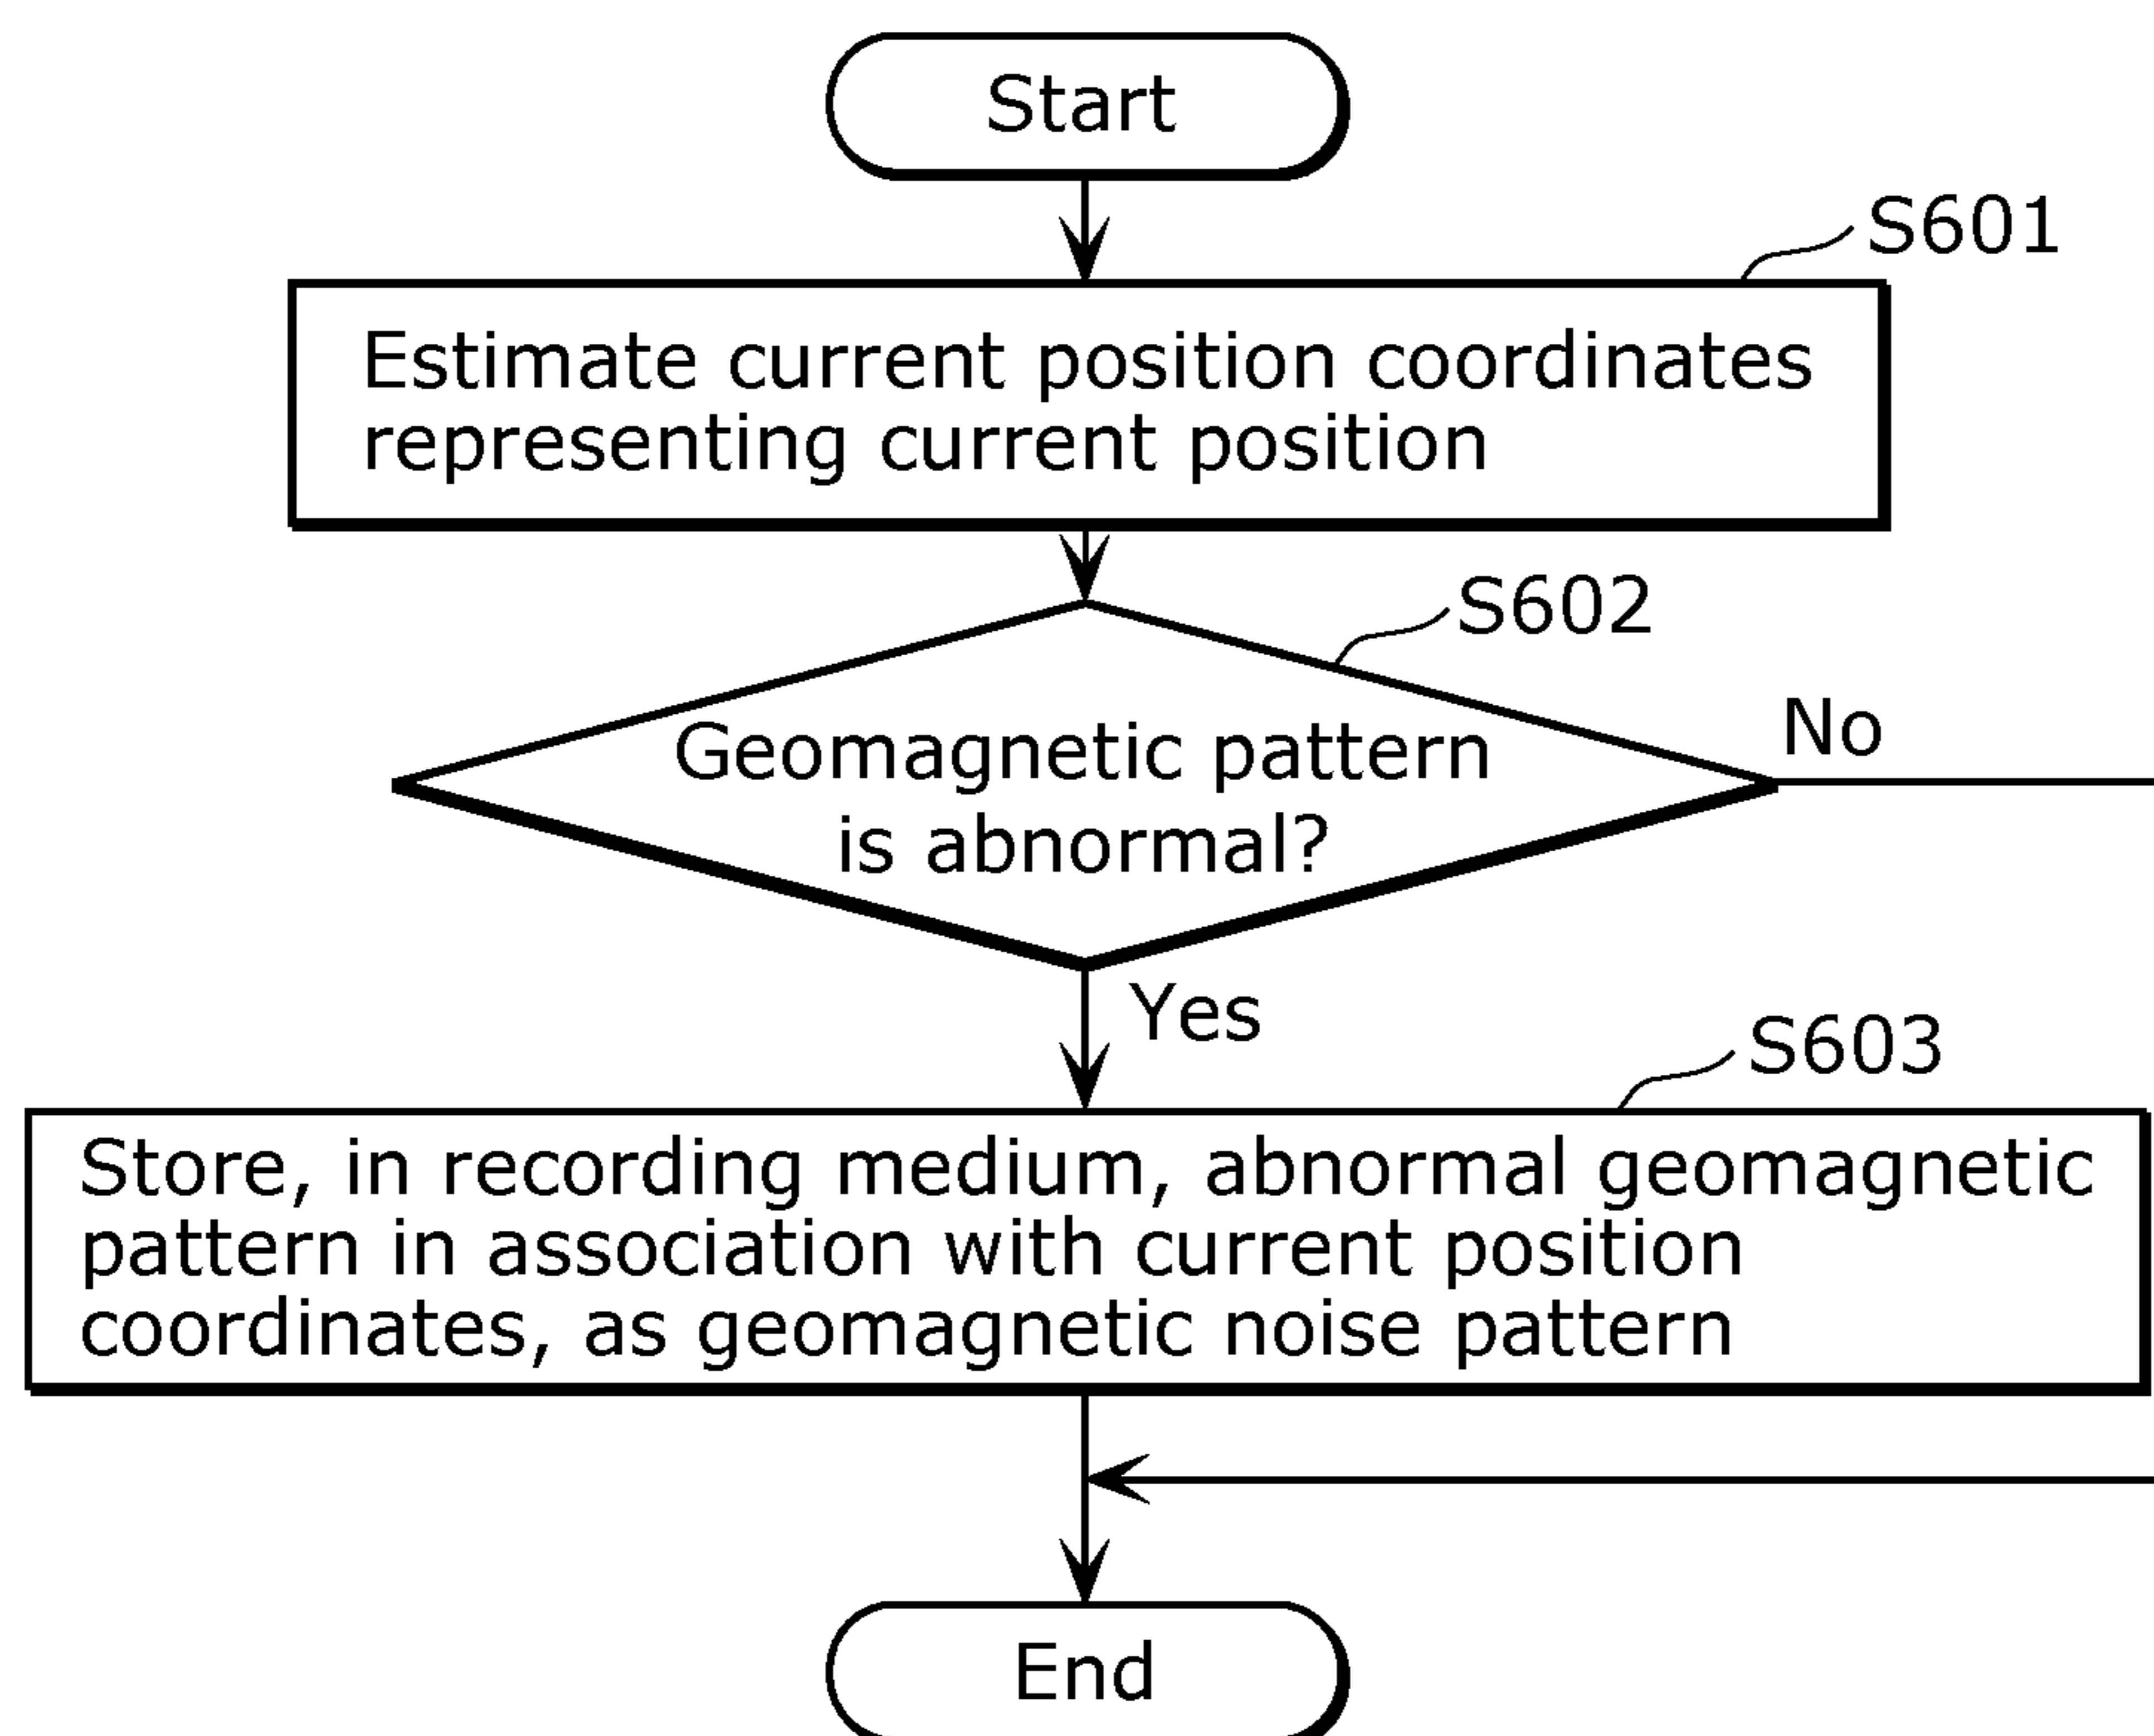 Start
S601
Estimate current position coordinates
representing current position
S602
Geomagnetic pattern
is abnormal?
No
Yes
S603
Store, in recording medium, abnormal geomagnetic
pattern in association with current position
coordinates, as geomagnetic noise pattern
End